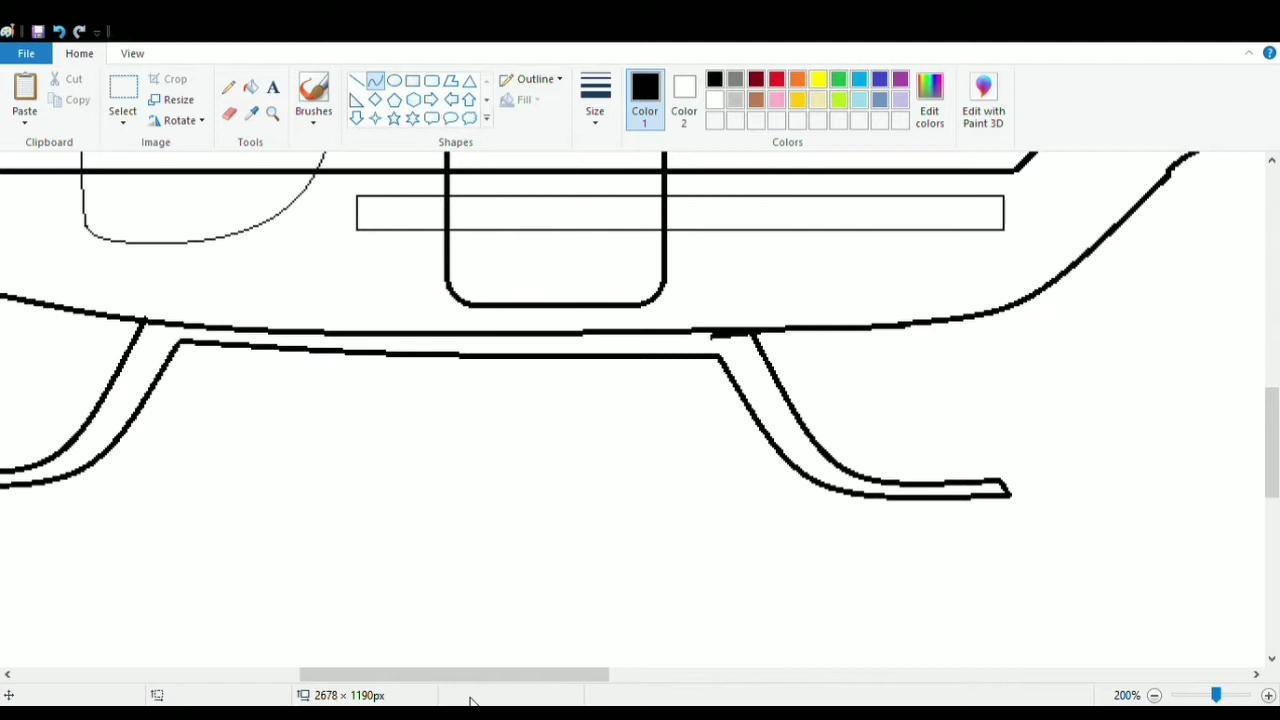 File Home View
Paste
Cut
Copy
Clipboard
Select
Crop
Resize
Rotate
Image
A
Tools
Brushes
Outline
Fill
Shapes
Size
Color 1
Color 2
Edit colors
Colors
Edit with Paint 3D
2678 × 1190px
200%